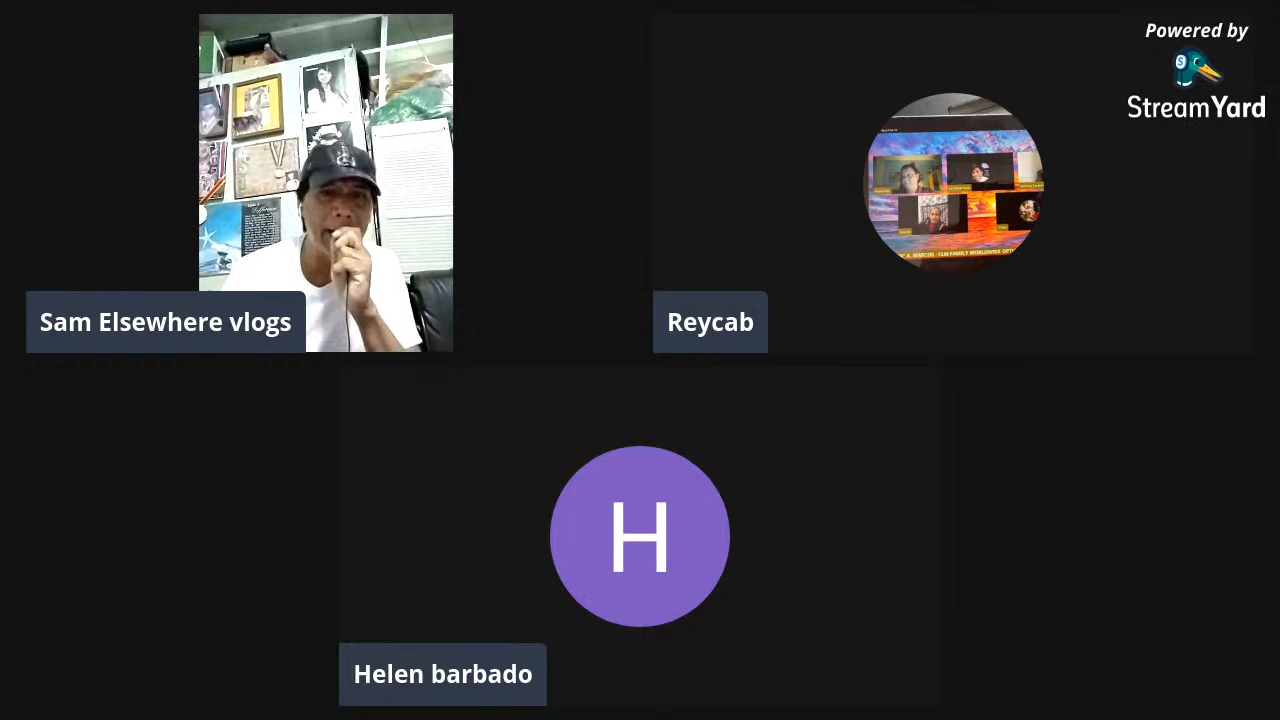 Powered by
StreamYard
Sam Elsewhere vlogs
Reycab
H
Helen barbado